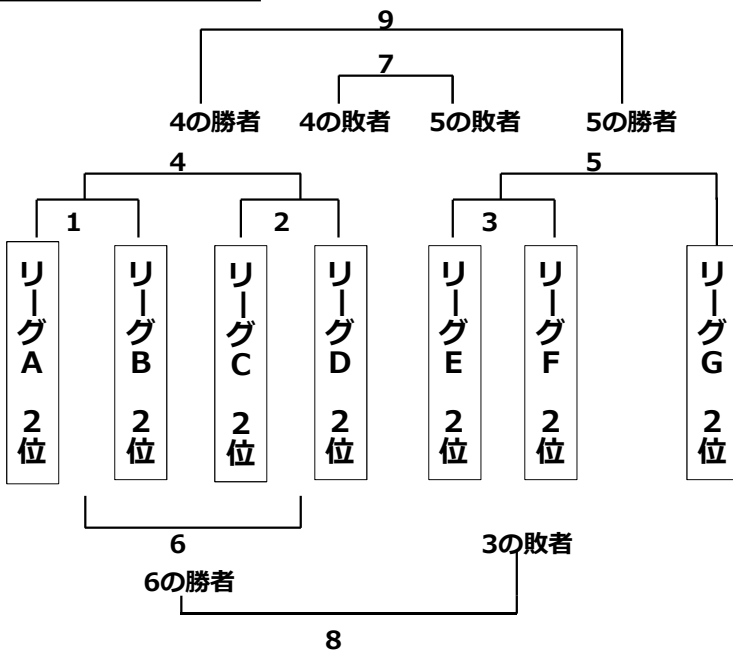 9
7
4の勝者 4の敗者 5の敗者 5の勝者
4 5
1 2 3
リーグA 2位
リーグB 2位
リーグC 2位
リーグD 2位
リーグE 2位
リーグF 2位
リーグG 2位
6 3の敗者
6の勝者
8